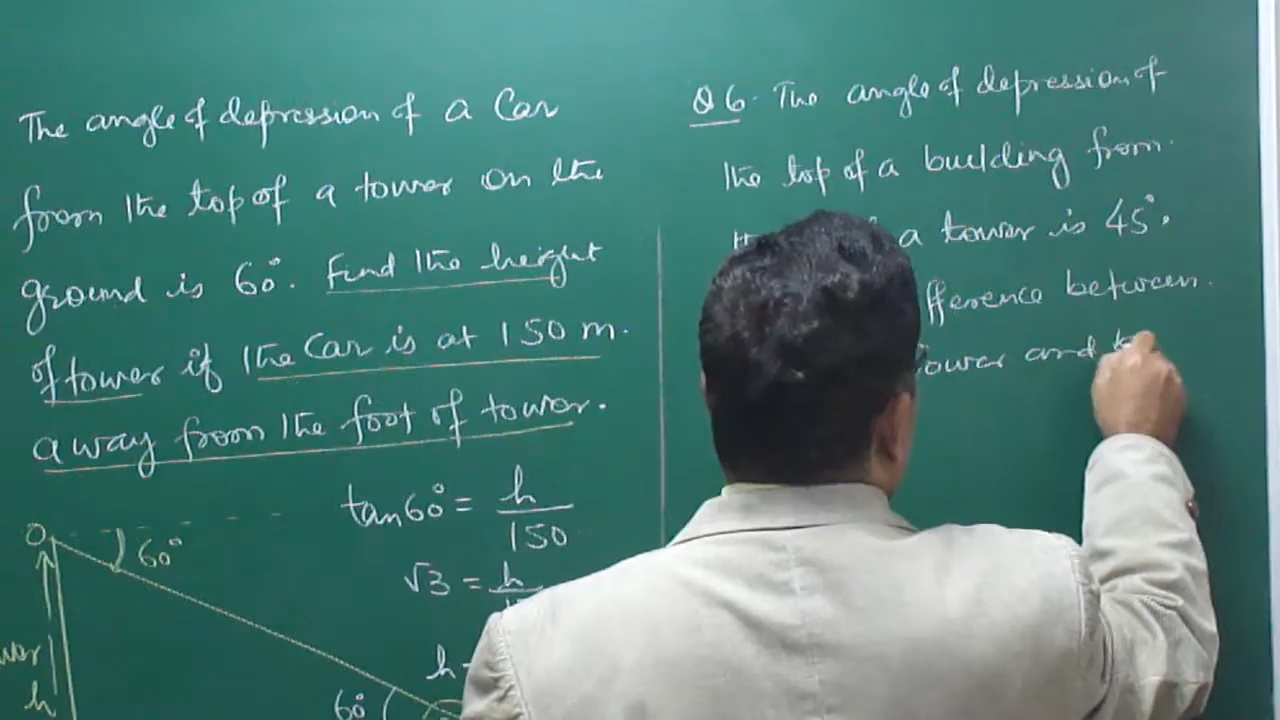 The angle of depression of a Car
from the top of a tower on the
ground is 60°. Find the height
of tower if the Car is at 150 m.
away from the foot of tower.
tan60° = h
150
√3 = h
h =
O
60°
h
60°
Q6. The angle of depression of
the top of a building from
a tower is 45°.
between
tower and